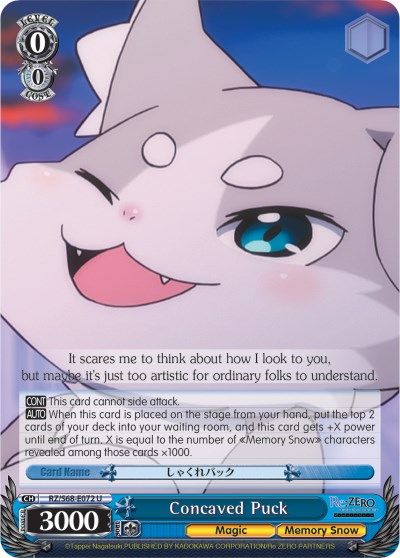 LEVEL
0
0
COST
It scares me to think about how I look to you,
but maybe it's just too artistic for ordinary folks to understand.
CONT This card cannot side attack.
AUTO When this card is placed on the stage from your hand, put the top 2
cards of your deck into your waiting room, and this card gets +X power
until end of turn. X is equal to the number of «Memory Snow» characters
revealed among those cards ×1000.
Card Name
しゃくれパック
CH RZ/S68-E072 U
Concaved Puck
Re:ZERO
POWER 3000
Magic
Memory Snow
©Tappei Nagatsuki,PUBLISHED BY KADOKAWA CORPORATION/Re ZERO PARTNERS